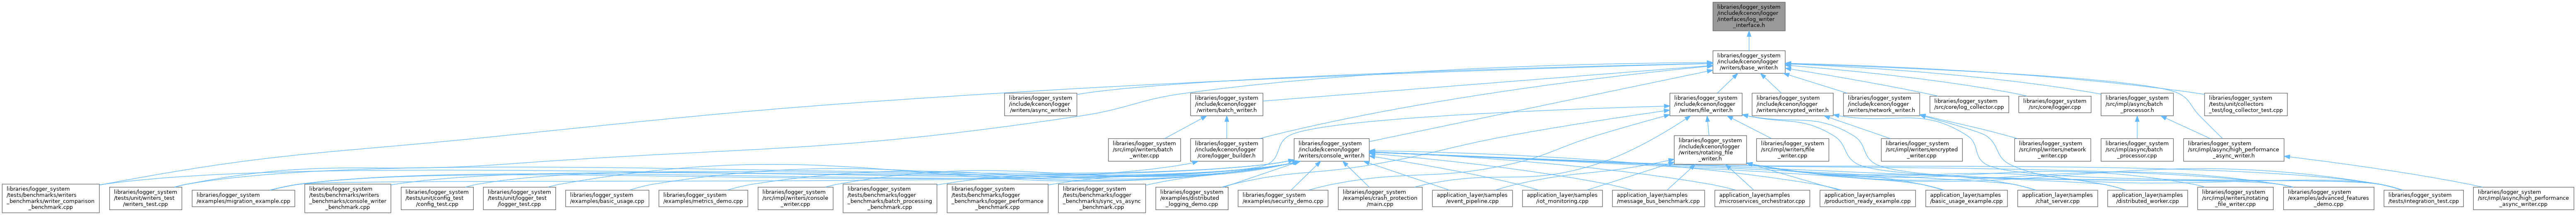 libraries/logger_system
/include/kcenon/logger
/interfaces/log_writer
_interface.h
libraries/logger_system
/include/kcenon/logger
/writers/base_writer.h
libraries/logger_system
/include/kcenon/logger
/writers/async_writer.h
libraries/logger_system
/include/kcenon/logger
/writers/batch_writer.h
libraries/logger_system
/include/kcenon/logger
/writers/file_writer.h
libraries/logger_system
/include/kcenon/logger
/writers/encrypted_writer.h
libraries/logger_system
/include/kcenon/logger
/writers/network_writer.h
libraries/logger_system
/src/core/log_collector.cpp
libraries/logger_system
/src/core/logger.cpp
libraries/logger_system
/src/impl/async/batch
_processor.h
libraries/logger_system
/tests/unit/collectors
_test/log_collector_test.cpp
libraries/logger_system
/src/impl/writers/batch
_writer.cpp
libraries/logger_system
/include/kcenon/logger
/core/logger_builder.h
libraries/logger_system
/include/kcenon/logger
/writers/console_writer.h
libraries/logger_system
/include/kcenon/logger
/writers/rotating_file
_writer.h
libraries/logger_system
/src/impl/writers/file
_writer.cpp
libraries/logger_system
/src/impl/writers/encrypted
_writer.cpp
libraries/logger_system
/src/impl/writers/network
_writer.cpp
libraries/logger_system
/src/impl/async/batch
_processor.cpp
libraries/logger_system
/src/impl/async/high_performance
_async_writer.h
libraries/logger_system
/tests/benchmarks/writers
_benchmarks/writer_comparison
_benchmark.cpp
libraries/logger_system
/tests/unit/writers_test
/writers_test.cpp
libraries/logger_system
/examples/migration_example.cpp
libraries/logger_system
/tests/benchmarks/writers
_benchmarks/console_writer
_benchmark.cpp
libraries/logger_system
/tests/unit/config_test
/config_test.cpp
libraries/logger_system
/tests/unit/logger_test
/logger_test.cpp
libraries/logger_system
/examples/basic_usage.cpp
libraries/logger_system
/examples/metrics_demo.cpp
libraries/logger_system
/src/impl/writers/console
_writer.cpp
libraries/logger_system
/tests/benchmarks/logger
_benchmarks/batch_processing
_benchmark.cpp
libraries/logger_system
/tests/benchmarks/logger
_benchmarks/logger_performance
_benchmark.cpp
libraries/logger_system
/tests/benchmarks/logger
_benchmarks/sync_vs_async
_benchmark.cpp
libraries/logger_system
/examples/distributed
_logging_demo.cpp
libraries/logger_system
/examples/security_demo.cpp
libraries/logger_system
/examples/crash_protection
/main.cpp
application_layer/samples
/event_pipeline.cpp
application_layer/samples
/iot_monitoring.cpp
application_layer/samples
/message_bus_benchmark.cpp
application_layer/samples
/microservices_orchestrator.cpp
application_layer/samples
/production_ready_example.cpp
application_layer/samples
/basic_usage_example.cpp
application_layer/samples
/chat_server.cpp
application_layer/samples
/distributed_worker.cpp
libraries/logger_system
/src/impl/writers/rotating
_file_writer.cpp
libraries/logger_system
/examples/advanced_features
_demo.cpp
libraries/logger_system
/tests/integration_test.cpp
libraries/logger_system
/src/impl/async/high_performance
_async_writer.cpp